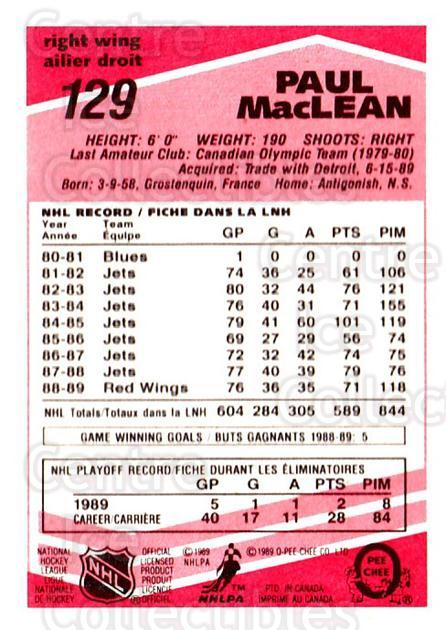 right wing
ailier droit
129
PAUL
MacLEAN
HEIGHT: 6' 0" WEIGHT: 190 SHOOTS: RIGHT
Last Amateur Club: Canadian Olympic Team (1979-80)
Acquired: Trade with Detroit, 6-15-89
Born: 3-9-58, Grostenquin, France Home: Antigonish, N.S.
NHL RECORD / FICHE DANS LA LNH
Year Team
Année Équipe GP G A PTS PIM
80-81 Blues 1 0 0 0 0
81-82 Jets 74 36 25 61 106
82-83 Jets 80 32 44 76 121
83-84 Jets 76 40 31 71 155
84-85 Jets 79 41 60 101 119
85-86 Jets 69 27 29 56 74
86-87 Jets 72 32 42 74 75
87-88 Jets 77 40 39 79 76
88-89 Red Wings 76 36 35 71 118
NHL Totals/Totaux dans la LNH 604 284 305 589 844
GAME WINNING GOALS / BUTS GAGNANTS 1988-89: 5
NHL PLAYOFF RECORD/FICHE DURANT LES ÉLIMINATOIRES
GP G A PTS PIM
1989 5 1 1 2 8
CAREER/CARRIÈRE 40 17 11 28 84
NATIONAL HOCKEY LEAGUE
LIGUE NATIONALE DE HOCKEY
NHL
OFFICIAL LICENSED PRODUCT
PRODUIT OFFICIEL
©1989 NHLPA
NHLPA
©1989 O-PEE-CHEE CO. LTD
PTD. IN CANADA
IMPRIMÉ AU CANADA
O PEE CHEE
Centre Ice Collectibles